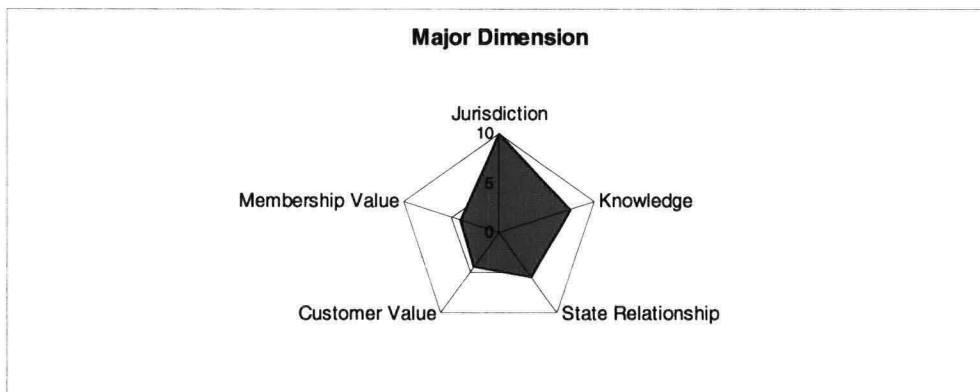 Major Dimension
Jurisdiction
10
5
0
Membership Value
Knowledge
Customer Value
State Relationship